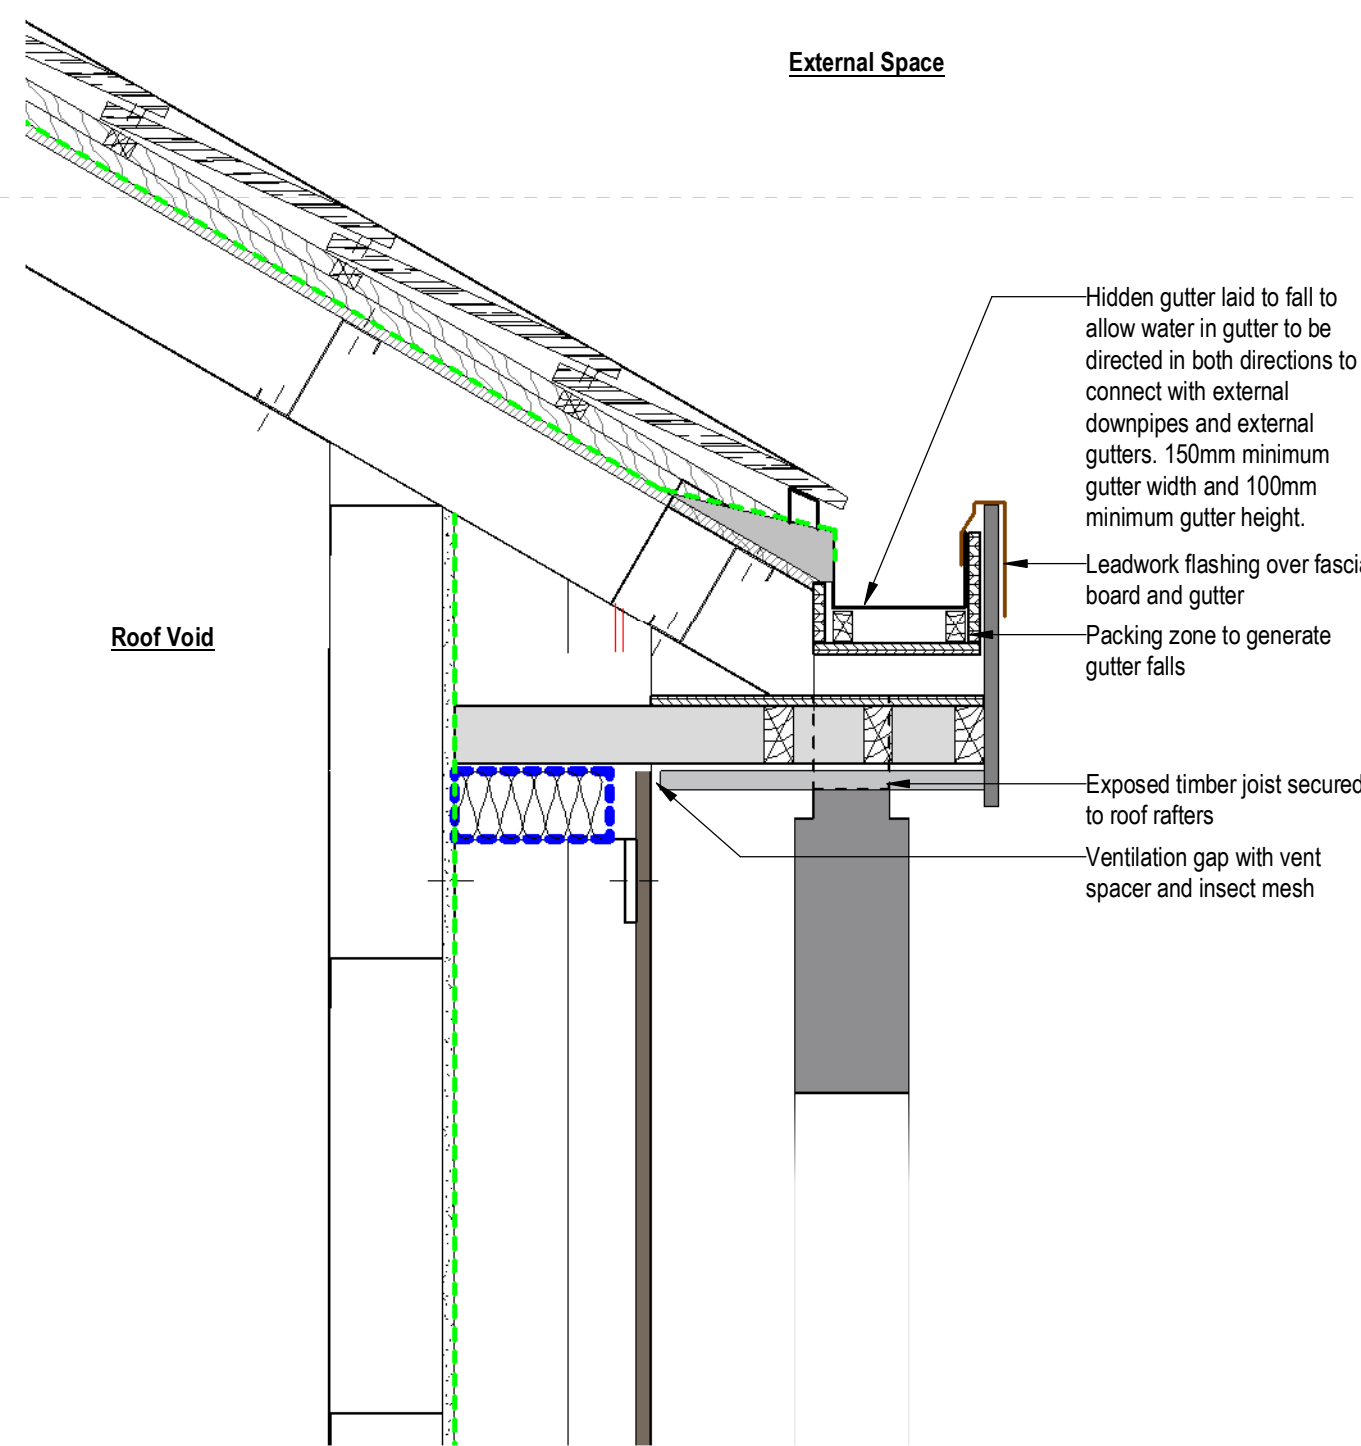 External Space
Hidden gutter laid to fall to
allow water in gutter to be
directed in both directions to
connect with external
downpipes and external
gutters. 150mm minimum
gutter width and 100mm
minimum gutter height.
Leadwork flashing over fascia
board and gutter
Packing zone to generate
gutter falls
Roof Void
Exposed timber joist secured
to roof rafters
Ventilation gap with vent
spacer and insect mesh